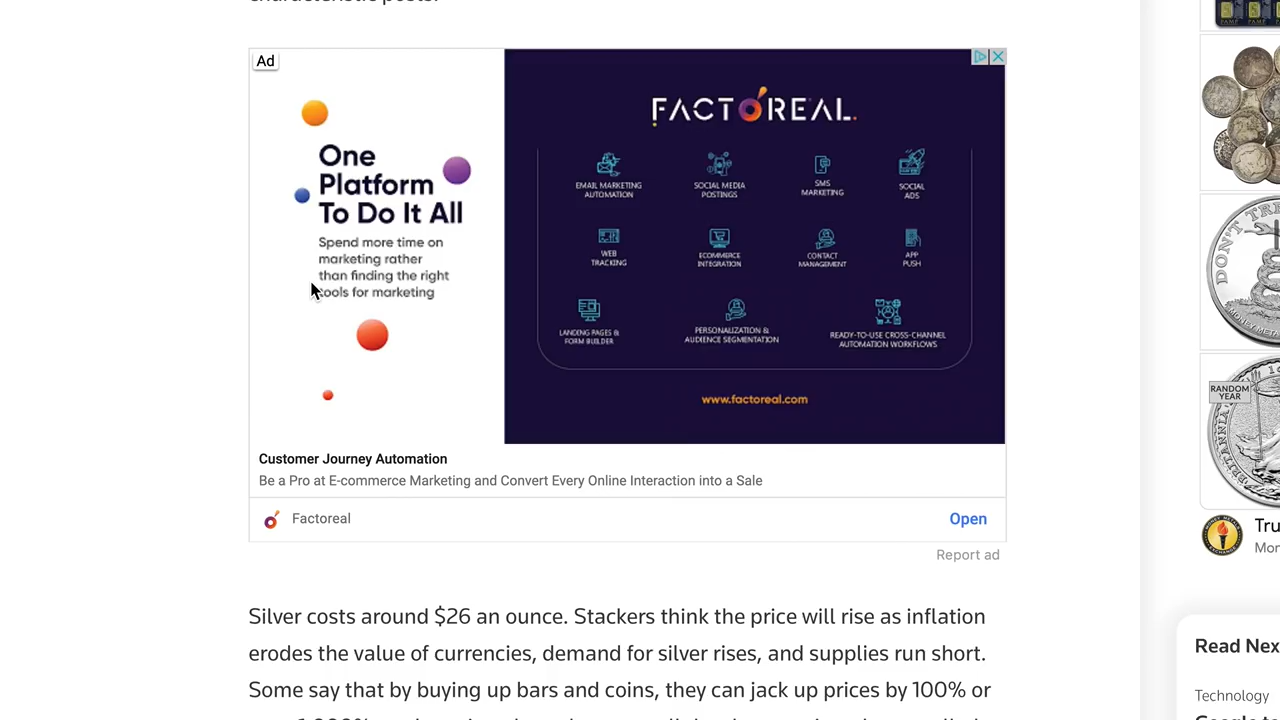 Ad
One
Platform
To Do It All
Spend more time on
marketing rather
than finding the right
tools for marketing
FACTOREAL.
EMAIL MARKETING
AUTOMATION
SOCIAL MEDIA
POSTINGS
SMS
MARKETING
SOCIAL
ADS
WEB
TRACKING
ECOMMERCE
INTEGRATION
CONTACT
MANAGEMENT
APP
PUSH
LANDING PAGES &
FORM BUILDER
PERSONALIZATION &
AUDIENCE SEGMENTATION
READY-TO-USE CROSS-CHANNEL
AUTOMATION WORKFLOWS
www.factoreal.com
Customer Journey Automation
Be a Pro at E-commerce Marketing and Convert Every Online Interaction into a Sale
Factoreal
Open
Report ad
Silver costs around $26 an ounce. Stackers think the price will rise as inflation
erodes the value of currencies, demand for silver rises, and supplies run short.
Some say that by buying up bars and coins, they can jack up prices by 100% or
DON'T TRE
RANDOM
YEAR
Tru
Mon
Read Nex
Technology